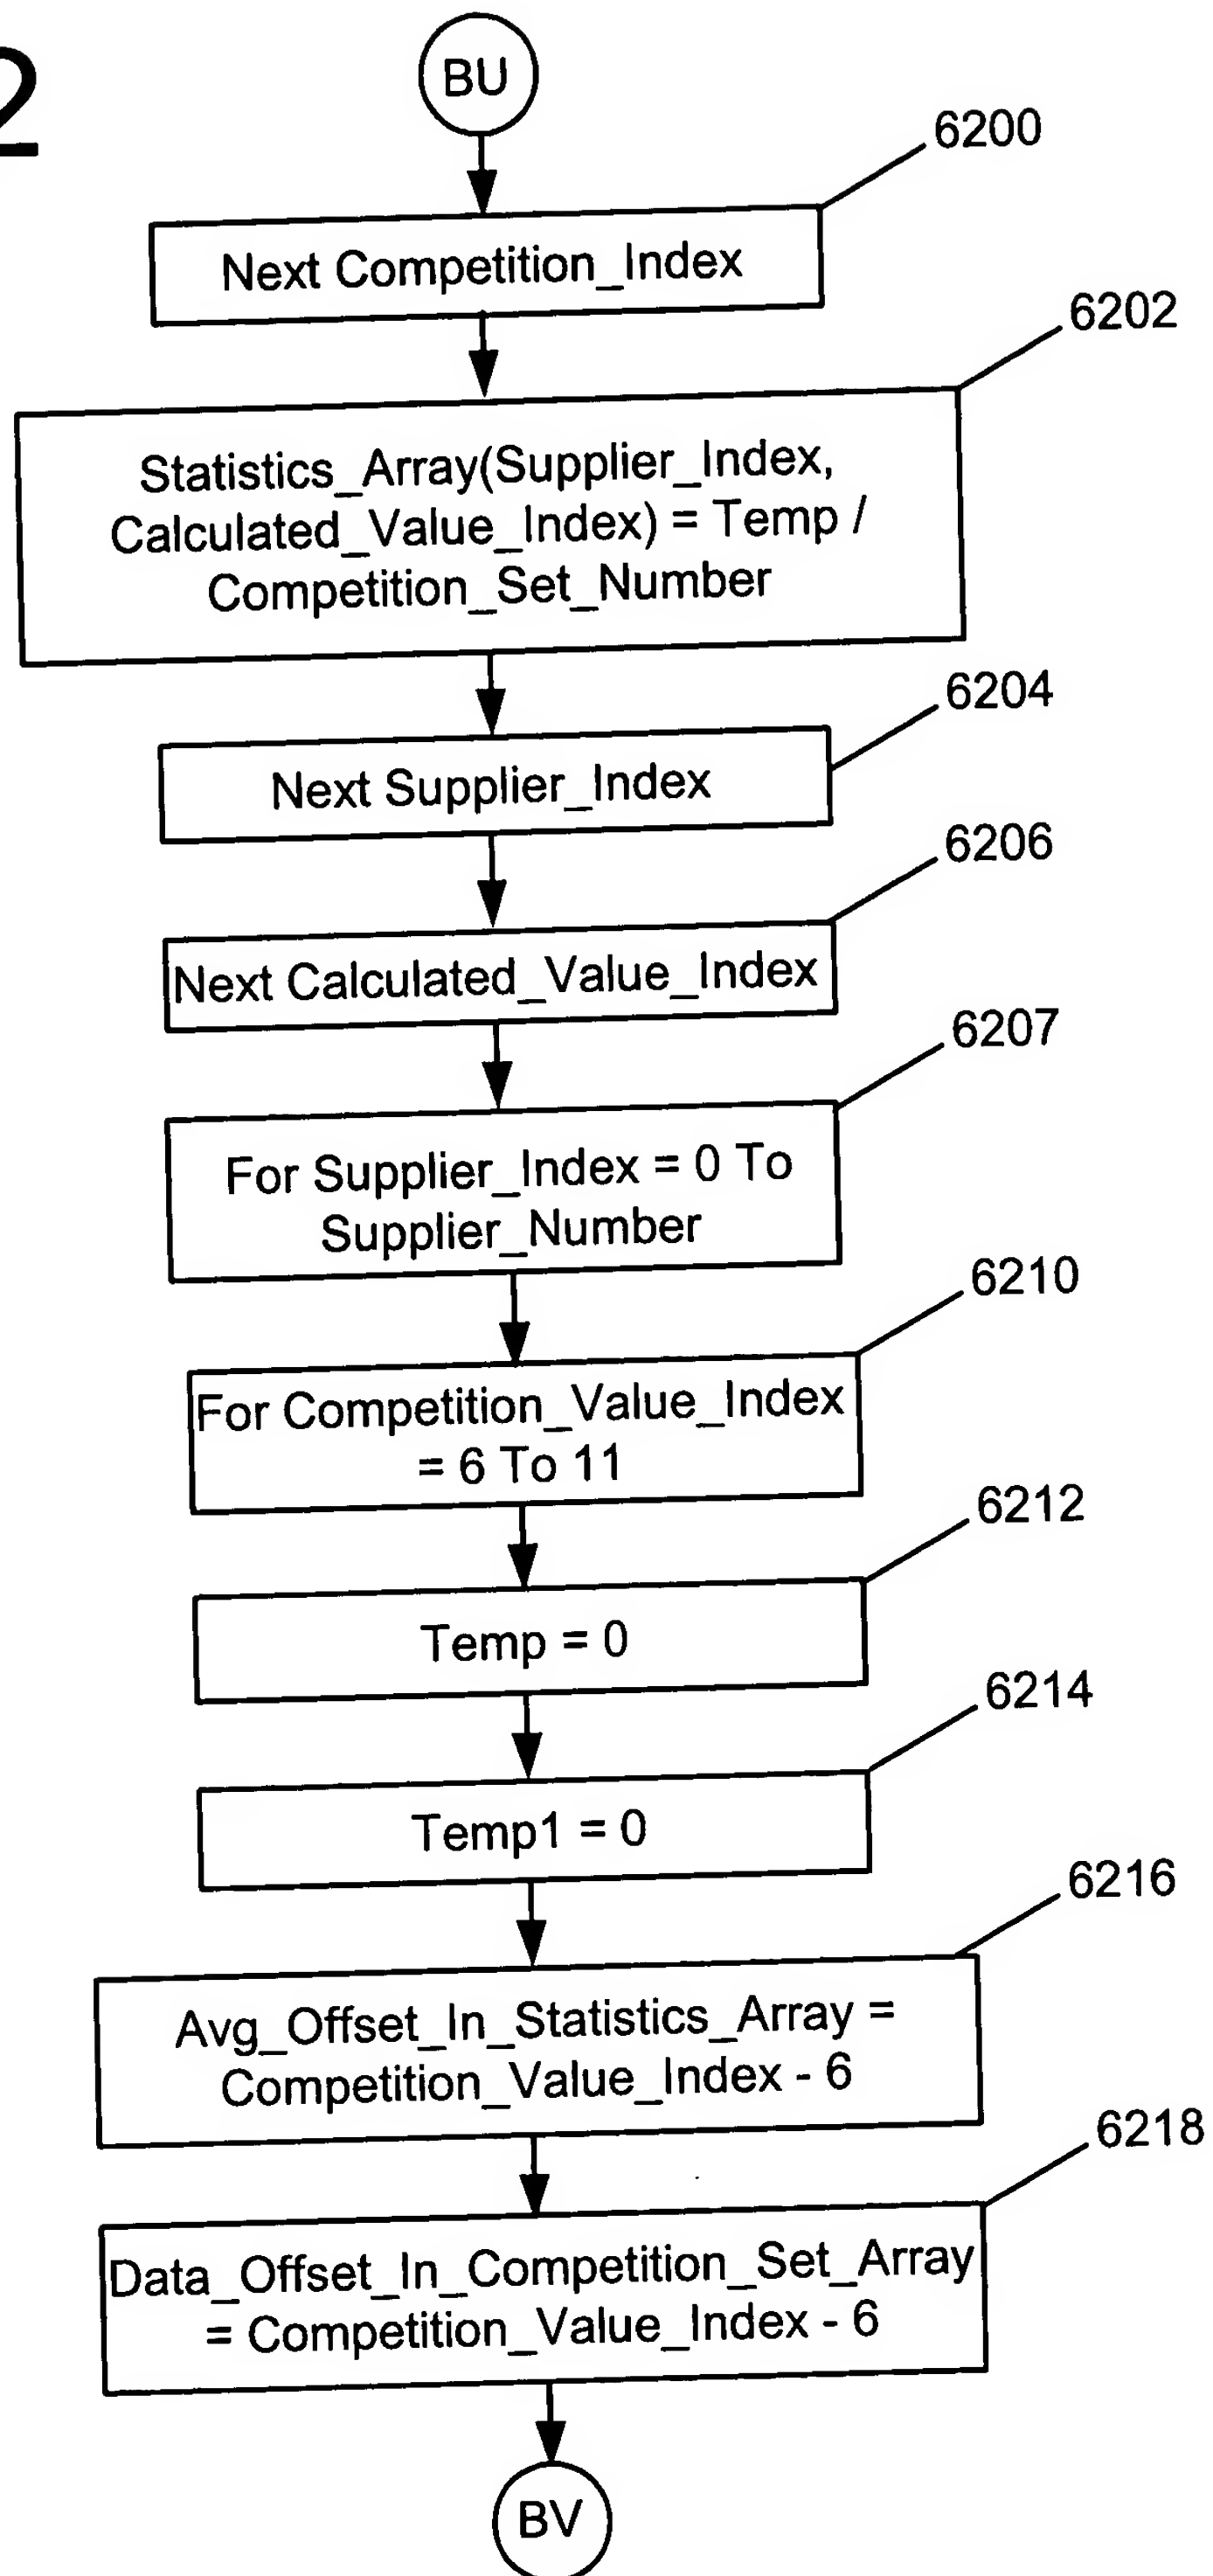 2
BU
6200
Next Competition_Index
6202
Statistics_Array(Supplier_Index,
Calculated_Value_Index) = Temp /
Competition_Set_Number
6204
Next Supplier_Index
6206
Next Calculated_Value_Index
6207
For Supplier_Index = 0 To
Supplier_Number
6210
For Competition_Value_Index
= 6 To 11
6212
Temp = 0
6214
Temp1 = 0
6216
Avg_Offset_In_Statistics_Array =
Competition_Value_Index - 6
6218
Data_Offset_In_Competition_Set_Array
= Competition_Value_Index - 6
BV